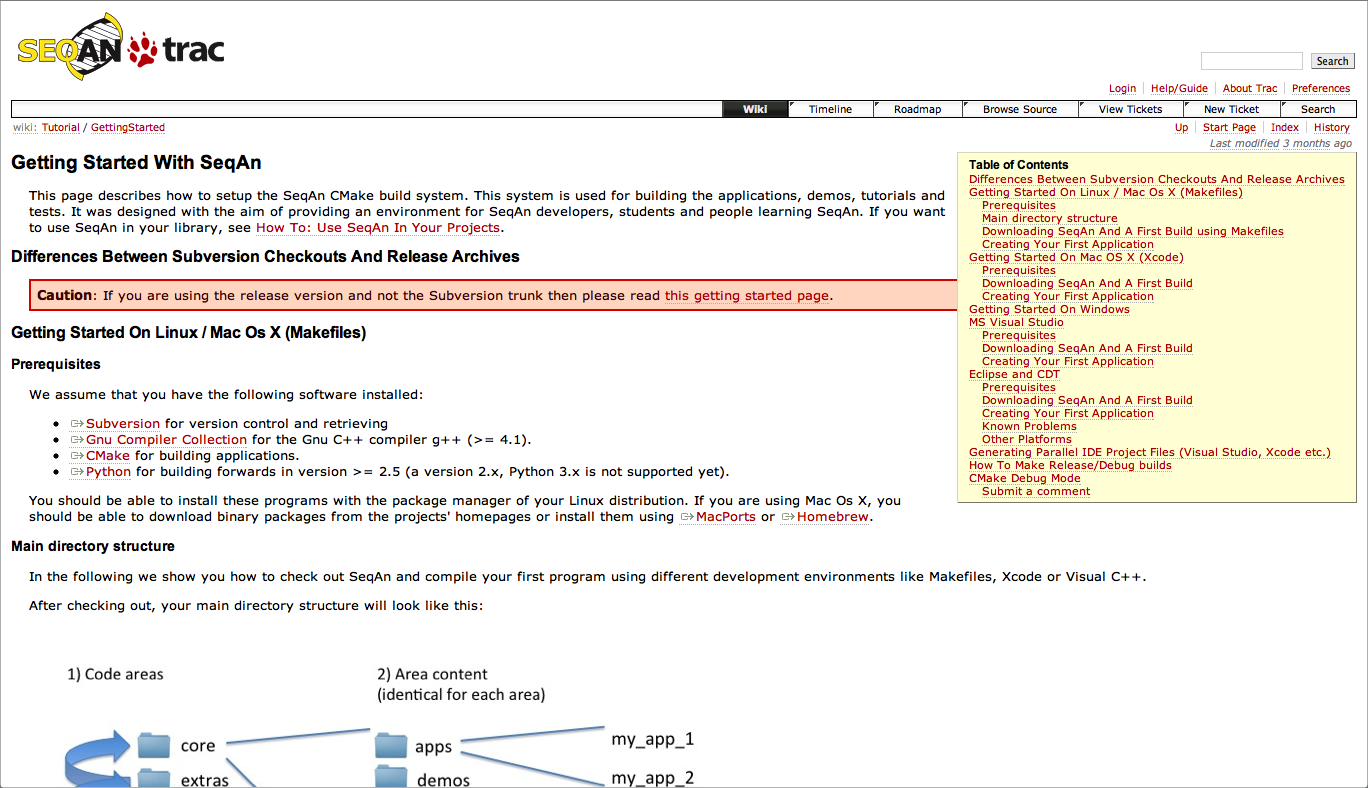 SEQAN trac
Search
Login Help/Guide About Trac Preferences
Wiki Timeline Roadmap Browse Source View Tickets New Ticket Search
wiki: Tutorial / GettingStarted
Up Start Page Index History
Last modified 3 months ago
Getting Started With SeqAn
This page describes how to setup the SeqAn CMake build system. This system is used for building the applications, demos, tutorials and
tests. It was designed with the aim of providing an environment for SeqAn developers, students and people learning SeqAn. If you want
to use SeqAn in your library, see How To: Use SeqAn In Your Projects.
Differences Between Subversion Checkouts And Release Archives
Caution: If you are using the release version and not the Subversion trunk then please read this getting started page.
Getting Started On Linux / Mac Os X (Makefiles)
Prerequisites
We assume that you have the following software installed:
Subversion for version control and retrieving
Gnu Compiler Collection for the Gnu C++ compiler g++ (>= 4.1).
CMake for building applications.
Python for building forwards in version >= 2.5 (a version 2.x, Python 3.x is not supported yet).
You should be able to install these programs with the package manager of your Linux distribution. If you are using Mac Os X, you
should be able to download binary packages from the projects' homepages or install them using MacPorts or Homebrew.
Main directory structure
In the following we show you how to check out SeqAn and compile your first program using different development environments like Makefiles, Xcode or Visual C++.
After checking out, your main directory structure will look like this:
Table of Contents
Differences Between Subversion Checkouts And Release Archives
Getting Started On Linux / Mac Os X (Makefiles)
Prerequisites
Main directory structure
Downloading SeqAn And A First Build using Makefiles
Creating Your First Application
Getting Started On Mac OS X (Xcode)
Prerequisites
Downloading SeqAn And A First Build
Creating Your First Application
Getting Started On Windows
MS Visual Studio
Prerequisites
Downloading SeqAn And A First Build
Creating Your First Application
Eclipse and CDT
Prerequisites
Downloading SeqAn And A First Build
Creating Your First Application
Known Problems
Other Platforms
Generating Parallel IDE Project Files (Visual Studio, Xcode etc.)
How To Make Release/Debug builds
CMake Debug Mode
Submit a comment
1) Code areas
2) Area content
(identical for each area)
core
apps
my_app_1
extras
demos
my_app_2